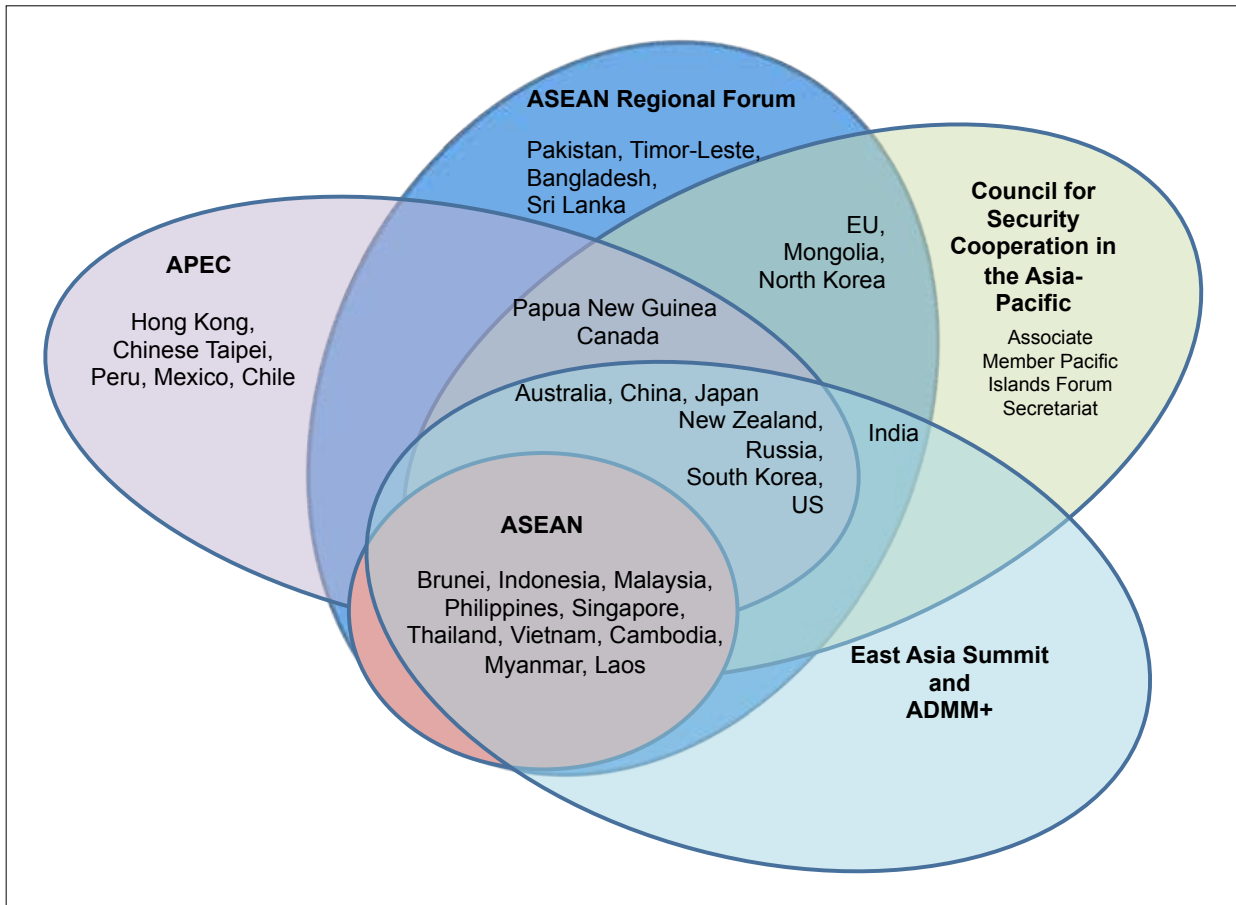 ASEAN Regional Forum
Pakistan, Timor-Leste,
Bangladesh,
Sri Lanka
Council for
Security
Cooperation in
the Asia-
Pacific
Associate
Member Pacific
Islands Forum
Secretariat
EU,
Mongolia,
North Korea
APEC
Hong Kong,
Chinese Taipei,
Peru, Mexico, Chile
Papua New Guinea
Canada
Australia, China, Japan
New Zealand,
Russia,
South Korea,
US
India
ASEAN
Brunei, Indonesia, Malaysia,
Philippines, Singapore,
Thailand, Vietnam, Cambodia,
Myanmar, Laos
East Asia Summit
and
ADMM+